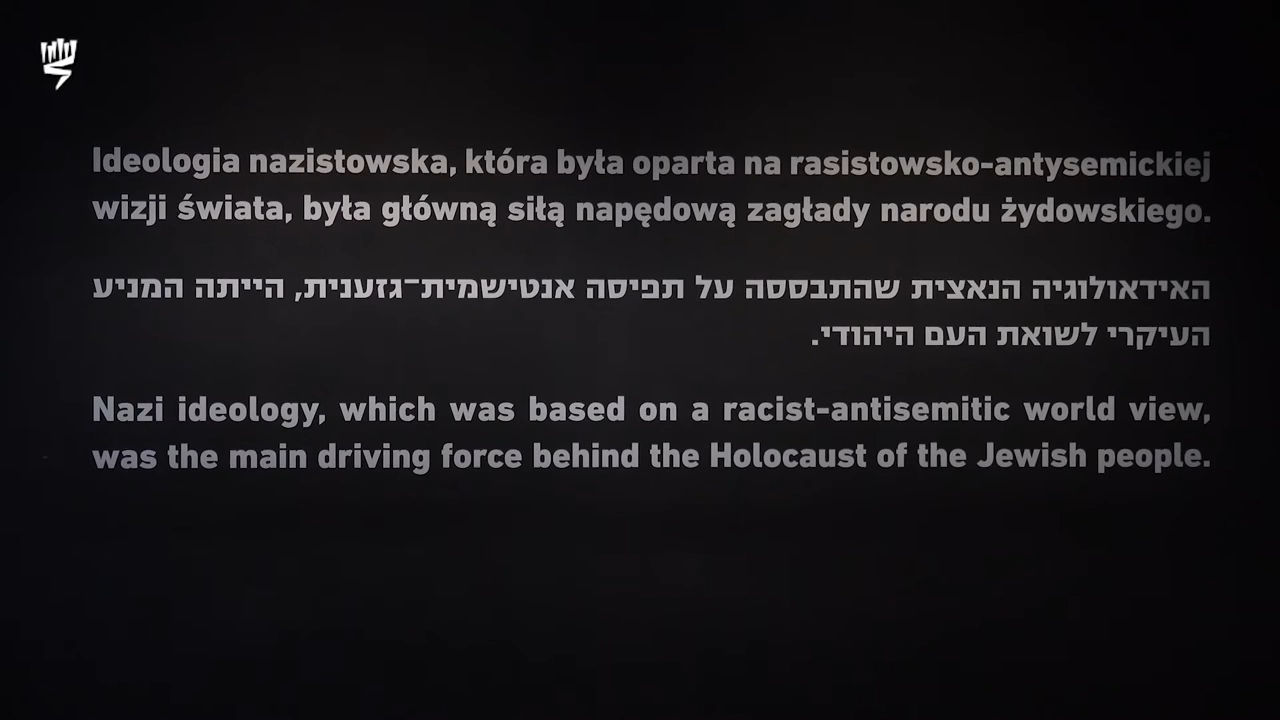 Ideologia nazistowska, która była oparta na rasistowsko-antysemickiej
wizji świata, była główną siłą napędową zagłady narodu żydowskiego.
האידאולוגיה הנאצית שהתבססה על תפיסה אנטישמית־גזענית, הייתה המניע
העיקרי לשואת העם היהודי.
Nazi ideology, which was based on a racist-antisemitic world view,
was the main driving force behind the Holocaust of the Jewish people.